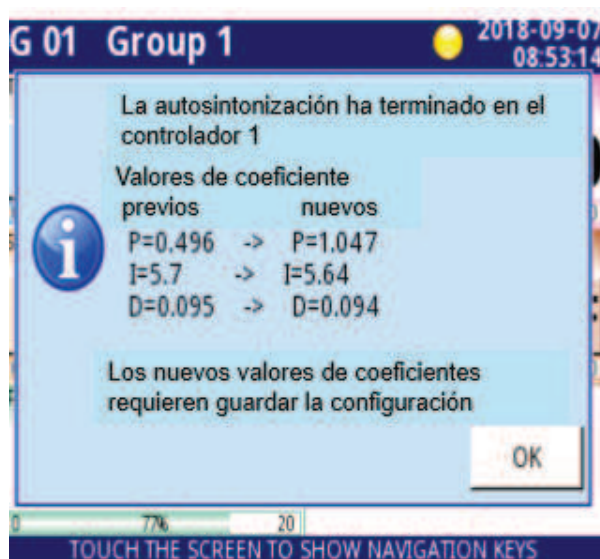 G 01 Group 1 2018-09-07
08:53:14
La autosintonización ha terminado en el
controlador 1
Valores de coeficiente
previos nuevos
P=0.496 -> P=1.047
I=5.7 -> I=5.64
D=0.095 -> D=0.094
Los nuevos valores de coeficientes
requieren guardar la configuración
OK
0 77% 20
TOUCH THE SCREEN TO SHOW NAVIGATION KEYS